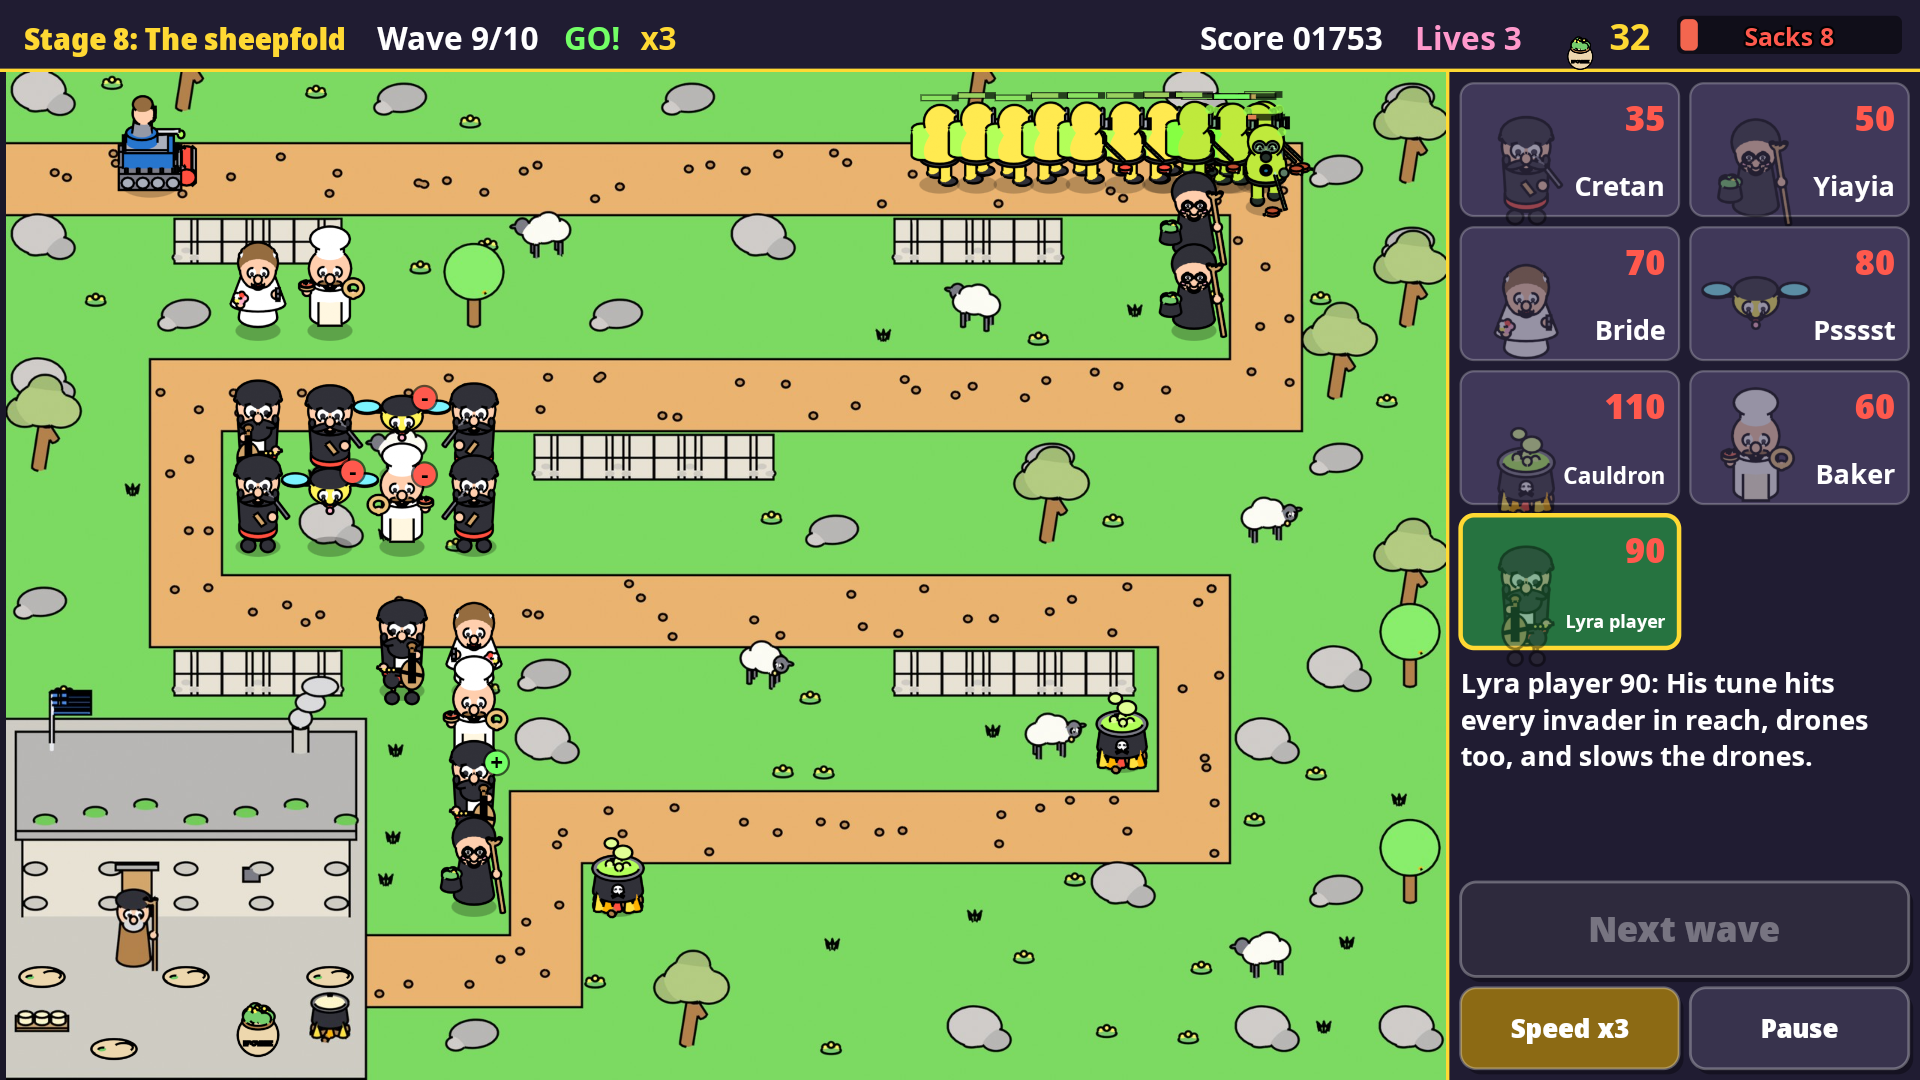 Stage 8: The sheepfold Wave 9/10 GO! x3 Score 01753 Lives 3 32 Sacks 8
35 Cretan
50 Yiayia
70 Bride
80 Psssst
110 Cauldron
60 Baker
90 Lyra player
Lyra player 90: His tune hits
every invader in reach, drones
too, and slows the drones.
Next wave
Speed x3 Pause